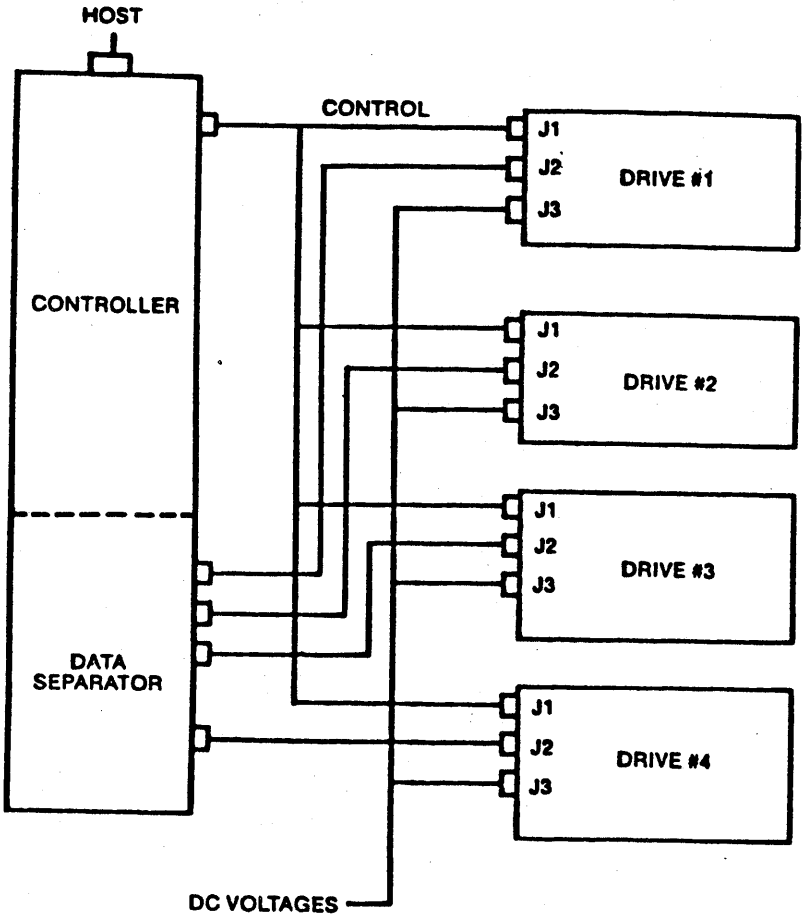 HOST
CONTROL
CONTROLLER
DATA
SEPARATOR
J1
J2
J3
DRIVE #1
J1
J2
J3
DRIVE #2
J1
J2
J3
DRIVE #3
J1
J2
J3
DRIVE #4
DC VOLTAGES